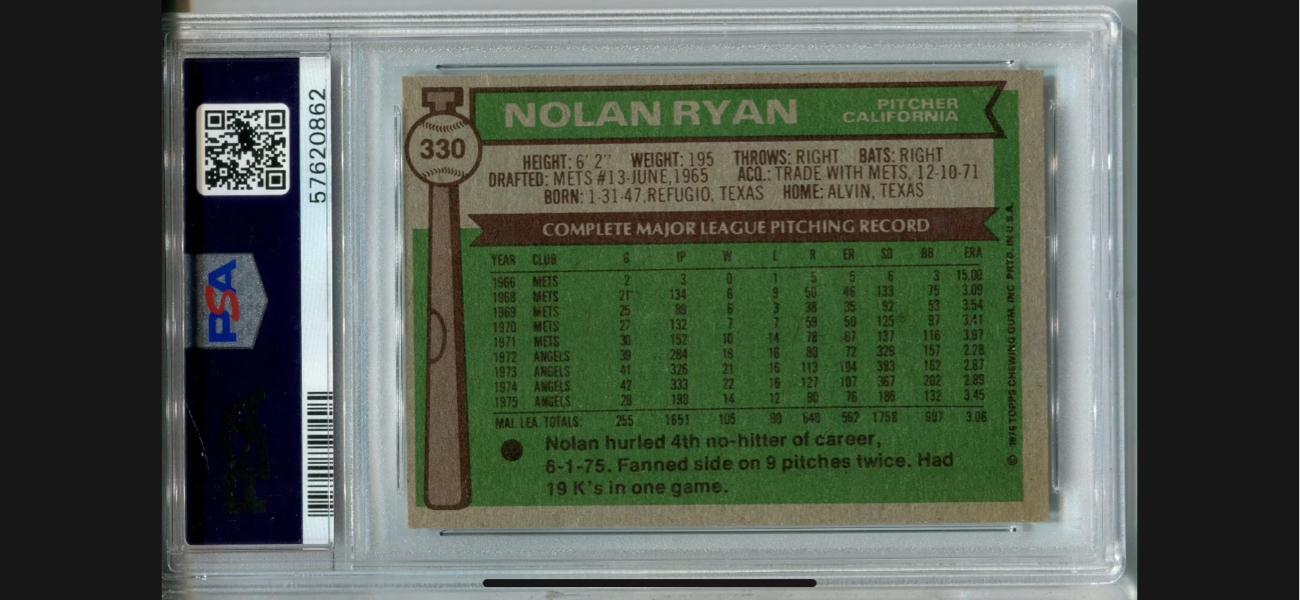 57620862
PSA
330
NOLAN RYAN
PITCHER
CALIFORNIA
HEIGHT: 6' 2" WEIGHT: 195 THROWS: RIGHT BATS: RIGHT
DRAFTED: METS #13-JUNE,1965 ACQ.: TRADE WITH METS, 12-10-71
BORN: 1-31-47,REFUGIO, TEXAS HOME: ALVIN, TEXAS
COMPLETE MAJOR LEAGUE PITCHING RECORD
YEAR CLUB G IP W L R ER SO BB ERA
1966 METS 2 3 0 1 5 5 6 3 15.00
1968 METS 21 134 6 9 50 46 133 75 3.09
1969 METS 25 89 6 3 38 35 92 53 3.54
1970 METS 27 132 7 7 59 50 125 97 3.41
1971 METS 30 152 10 14 78 67 137 116 3.97
1972 ANGELS 39 284 19 16 80 72 329 157 2.28
1973 ANGELS 41 326 21 16 113 104 383 162 2.87
1974 ANGELS 42 333 22 16 127 107 367 202 2.89
1975 ANGELS 28 198 14 12 90 76 186 132 3.45
MAJ. LEA. TOTALS: 255 1651 105 640 562 1758 997 3.06
Nolan hurled 4th no-hitter of career,
6-1-75. Fanned side on 9 pitches twice. Had
19 K's in one game.
© 1976 TOPPS CHEWING GUM, INC. PRTD. IN U.S.A.